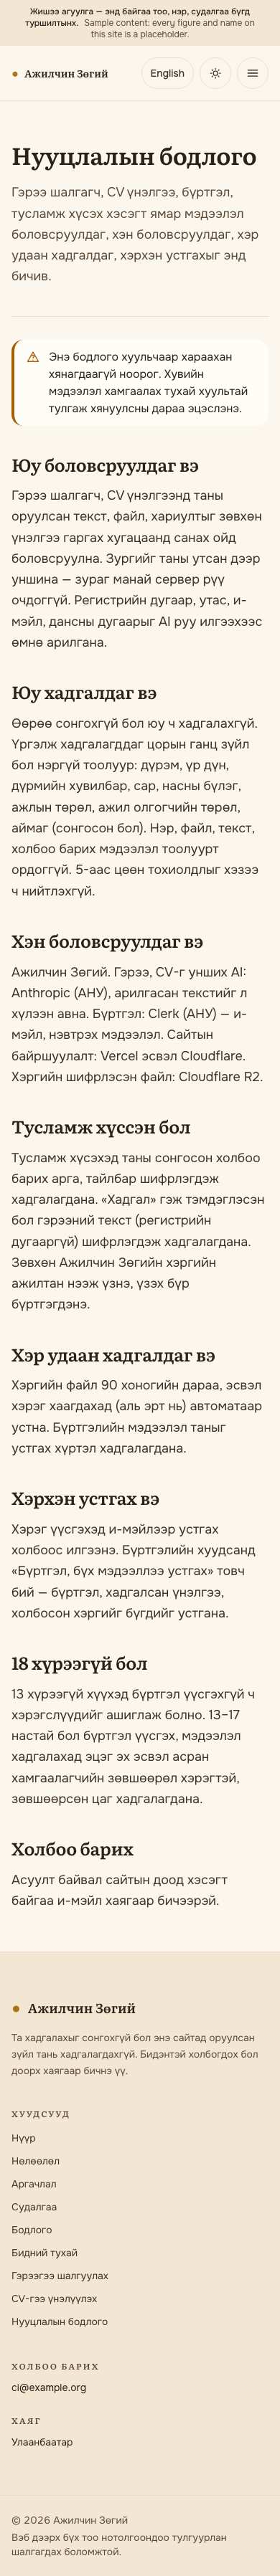 Жишээ агуулга — энд байгаа тоо, нэр, судалгаа бүгд
туршилтынх. Sample content: every figure and name on
this site is a placeholder.
Ажилчин Зөгий
English
Нууцлалын бодлого
Гэрээ шалгагч, CV үнэлгээ, бүртгэл,
тусламж хүсэх хэсэгт ямар мэдээлэл
боловсруулдаг, хэн боловсруулдаг, хэр
удаан хадгалдаг, хэрхэн устгахыг энд
бичив.
Энэ бодлого хуульчаар хараахан
хянагдаагүй ноорог. Хувийн
мэдээлэл хамгаалах тухай хуультай
тулгаж хянуулсны дараа эцэслэнэ.
Юу боловсруулдаг вэ
Гэрээ шалгагч, CV үнэлгээнд таны
оруулсан текст, файл, хариултыг зөвхөн
үнэлгээ гаргах хугацаанд санах ойд
боловсруулна. Зургийг таны утсан дээр
уншина — зураг манай сервер рүү
очдоггүй. Регистрийн дугаар, утас, и-
мэйл, дансны дугаарыг AI руу илгээхээс
өмнө арилгана.
Юу хадгалдаг вэ
Өөрөө сонгохгүй бол юу ч хадгалахгүй.
Үргэлж хадгалагддаг цорын ганц зүйл
бол нэргүй тоолуур: дүрэм, үр дүн,
дүрмийн хувилбар, сар, насны бүлэг,
ажлын төрөл, ажил олгогчийн төрөл,
аймаг (сонгосон бол). Нэр, файл, текст,
холбоо барих мэдээлэл тоолуурт
ордоггүй. 5-аас цөөн тохиолдлыг хэзээ
ч нийтлэхгүй.
Хэн боловсруулдаг вэ
Ажилчин Зөгий. Гэрээ, CV-г унших AI:
Anthropic (АНУ), арилгасан текстийг л
хүлээн авна. Бүртгэл: Clerk (АНУ) — и-
мэйл, нэвтрэх мэдээлэл. Сайтын
байршуулалт: Vercel эсвэл Cloudflare.
Хэргийн шифрлэсэн файл: Cloudflare R2.
Тусламж хүссэн бол
Тусламж хүсэхэд таны сонгосон холбоо
барих арга, тайлбар шифрлэгдэж
хадгалагдана. «Хадгал» гэж тэмдэглэсэн
бол гэрээний текст (регистрийн
дугааргүй) шифрлэгдэж хадгалагдана.
Зөвхөн Ажилчин Зөгийн хэргийн
ажилтан нээж үзнэ, үзэх бүр
бүртгэгдэнэ.
Хэр удаан хадгалдаг вэ
Хэргийн файл 90 хоногийн дараа, эсвэл
хэрэг хаагдахад (аль эрт нь) автоматаар
устна. Бүртгэлийн мэдээлэл таныг
устгах хүртэл хадгалагдана.
Хэрхэн устгах вэ
Хэрэг үүсгэхэд и-мэйлээр устгах
холбоос илгээнэ. Бүртгэлийн хуудсанд
«Бүртгэл, бүх мэдээллээ устгах» товч
бий — бүртгэл, хадгалсан үнэлгээ,
холбосон хэргийг бүгдийг устгана.
18 хүрээгүй бол
13 хүрээгүй хүүхэд бүртгэл үүсгэхгүй ч
хэрэгслүүдийг ашиглаж болно. 13–17
настай бол бүртгэл үүсгэх, мэдээлэл
хадгалахад эцэг эх эсвэл асран
хамгаалагчийн зөвшөөрөл хэрэгтэй,
зөвшөөрсөн цаг хадгалагдана.
Холбоо барих
Асуулт байвал сайтын доод хэсэгт
байгаа и-мэйл хаягаар бичээрэй.
Ажилчин Зөгий
Та хадгалахыг сонгохгүй бол энэ сайтад оруулсан
зүйл тань хадгалагдахгүй. Бидэнтэй холбогдох бол
доорх хаягаар бичнэ үү.
ХУУДСУУД
Нүүр
Нөлөөлөл
Аргачлал
Судалгаа
Бодлого
Бидний тухай
Гэрээгээ шалгуулах
CV-гээ үнэлүүлэх
Нууцлалын бодлого
ХОЛБОО БАРИХ
ci@example.org
ХАЯГ
Улаанбаатар
© 2026 Ажилчин Зөгий
Вэб дээрх бүх тоо нотолгоондоо тулгуурлан
шалгагдах боломжтой.